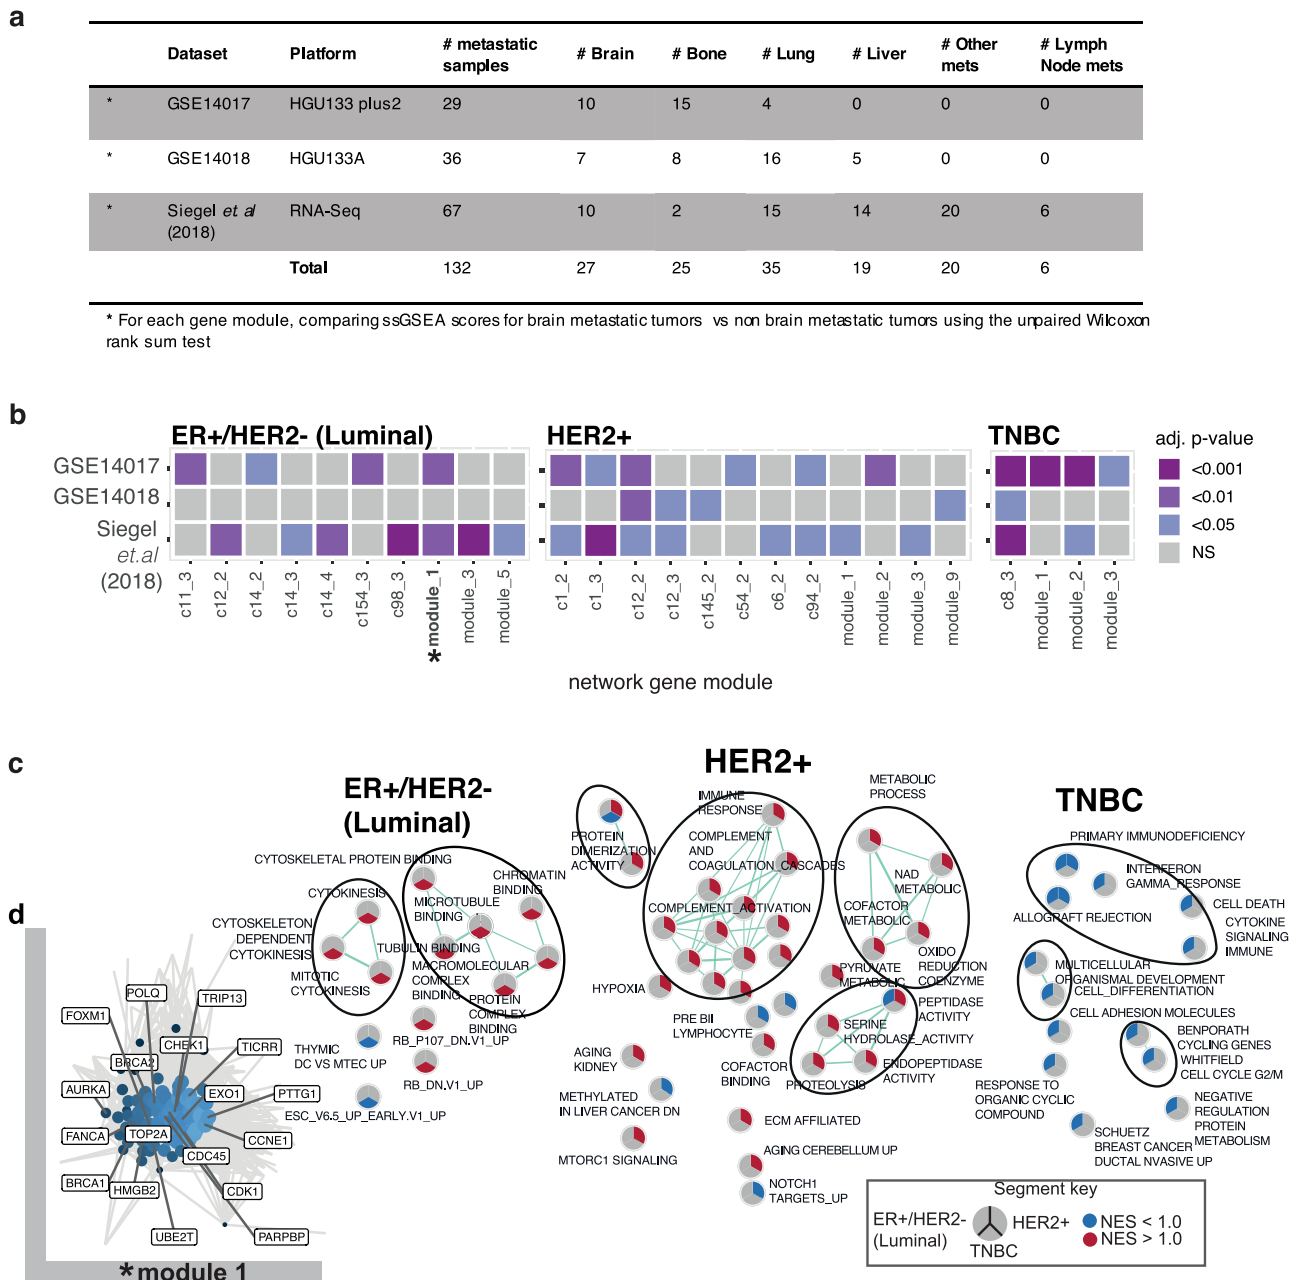 a
Dataset Platform # metastatic samples # Brain # Bone # Lung # Liver # Other mets # Lymph Node mets
* GSE14017 HGU133 plus2 29 10 15 4 0 0 0
* GSE14018 HGU133A 36 7 8 16 5 0 0
* Siegel et al (2018) RNA-Seq 67 10 2 15 14 20 6
Total 132 27 25 35 19 20 6
* For each gene module, comparing ssGSEA scores for brain metastatic tumors vs non brain metastatic tumors using the unpaired Wilcoxon
rank sum test
b
ER+/HER2- (Luminal)
HER2+
TNBC
GSE14017
GSE14018
Siegel
et.al
(2018)
adj. p-value
<0.001
<0.01
<0.05
NS
c11_3
c12_2
c14_2
c14_3
c14_4
c154_3
c98_3
*module_1
module_3
module_5
c1_2
c1_3
c12_2
c12_3
c145_2
c54_2
c6_2
c94_2
module_1
module_2
module_3
module_9
c8_3
module_1
module_2
module_3
network gene module
c
ER+/HER2-
(Luminal)
HER2+
TNBC
CYTOSKELETAL PROTEIN BINDING
CYTOKINESIS
CYTOSKELETON
DEPENDENT
CYTOKINESIS
MITOTIC
CYTOKINESIS
CHROMATIN
BINDING
MICROTUBULE
BINDING
TUBULIN BINDING
MACROMOLECULAR
COMPLEX
BINDING
PROTEIN
COMPLEX
BINDING
THYMIC
DC VS MTEC UP
RB_P107_DN.V1_UP
RB_DN.V1_UP
ESC_V6.5_UP_EARLY.V1_UP
PROTEIN
DIMERIZATION
ACTIVITY
IMMUNE
RESPONSE
COMPLEMENT
AND
COAGULATION_CASCADES
COMPLEMENT_ACTIVATION
HYPOXIA
PRE BII
LYMPHOCYTE
AGING
KIDNEY
METHYLATED
IN LIVER CANCER DN
MTORC1 SIGNALING
COFACTOR
BINDING
ECM AFFILIATED
AGING CEREBELLUM UP
NOTCH1
TARGETS_UP
METABOLIC
PROCESS
NAD
METABOLIC
COFACTOR
METABOLIC
OXIDO
REDUCTION
COENZYME
PYRUVATE
METABOLIC
PEPTIDASE
ACTIVITY
SERINE
HYDROLASE_ACTIVITY
ENDOPEPTIDASE
ACTIVITY
PROTEOLYSIS
PRIMARY IMMUNODEFICIENCY
INTERFERON
GAMMA_RESPONSE
ALLOGRAFT REJECTION
CELL DEATH
CYTOKINE
SIGNALING
IMMUNE
MULTICELLULAR
ORGANISMAL DEVELOPMENT
CELL_DIFFERENTIATION
CELL ADHESION MOLECULES
BENPORATH
CYCLING GENES
WHITFIELD
CELL CYCLE G2/M
RESPONSE TO
ORGANIC CYCLIC
COMPOUND
NEGATIVE
REGULATION
PROTEIN
METABOLISM
SCHUETZ
BREAST CANCER
DUCTAL NVASIVE UP
Segment key
ER+/HER2-
(Luminal)
HER2+
TNBC
NES < 1.0
NES > 1.0
d
POLQ
TRIP13
FOXM1
CHEK1
TICRR
BRCA2
AURKA
EXO1
PTTG1
FANCA
TOP2A
CCNE1
CDC45
BRCA1
HMGB2
CDK1
UBE2T
PARPBP
*module 1